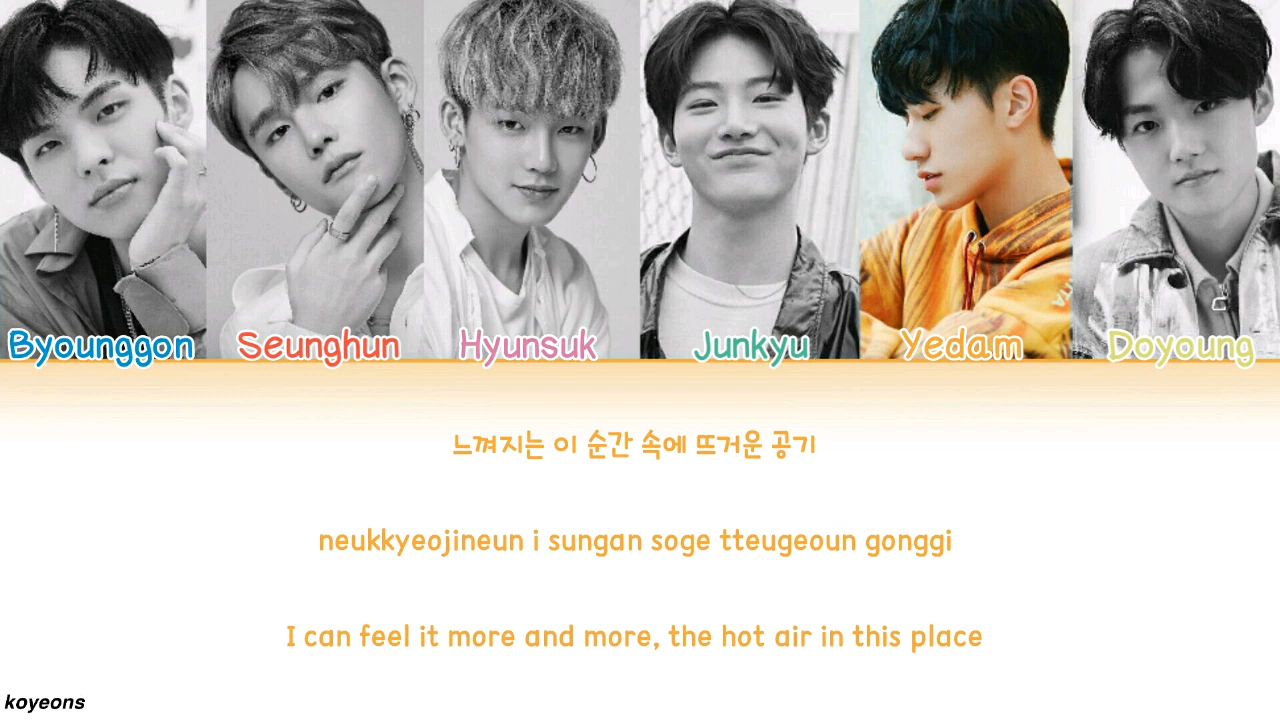 Byounggon Seunghun Hyunsuk Junkyu Yedam Doyoung
느껴지는 이 순간 속에 뜨거운 공기
neukkyeojineun i sungan soge tteugeoun gonggi
I can feel it more and more, the hot air in this place
koyeons